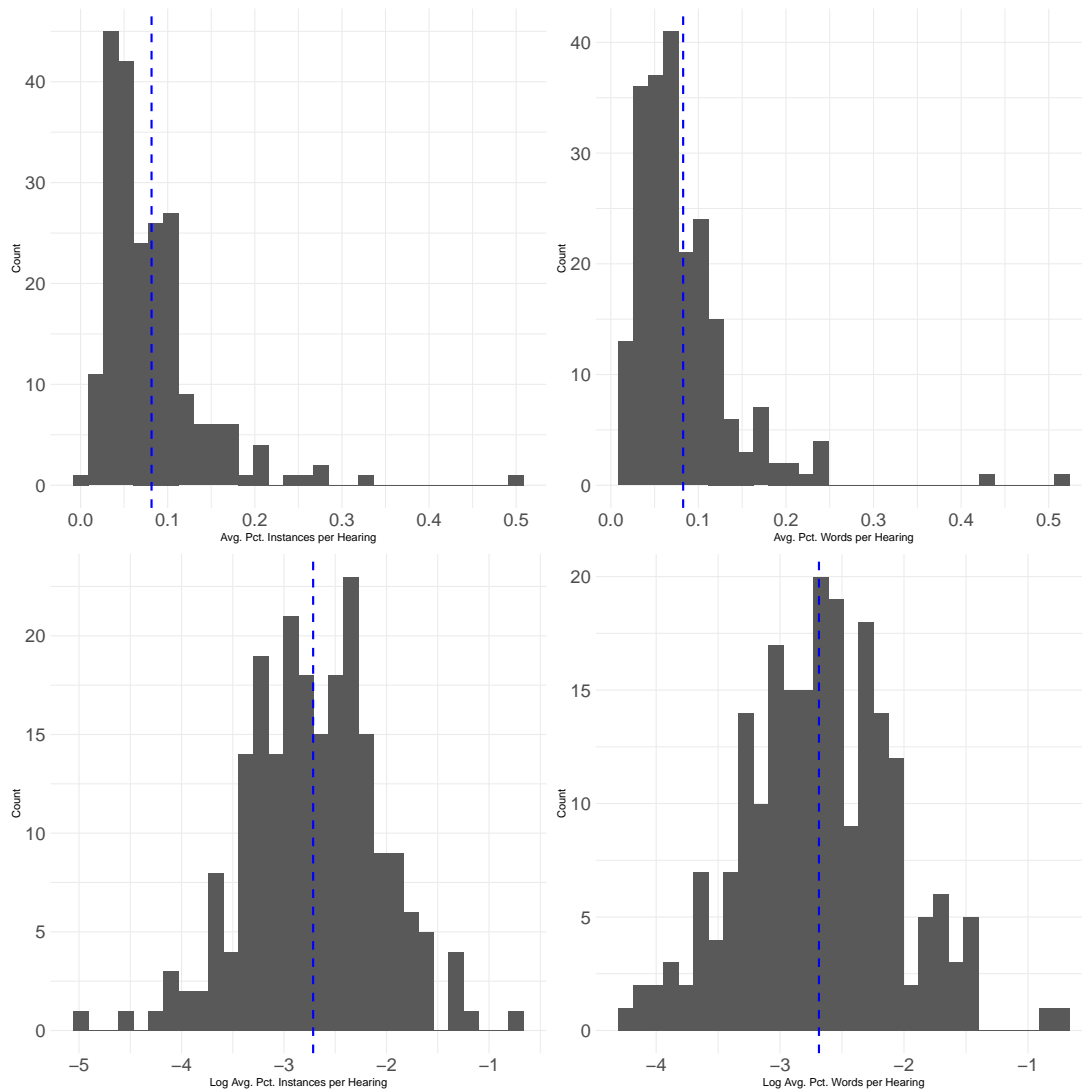 40
30
20
10
0
Count
0.0 0.1 0.2 0.3 0.4 0.5
Avg. Pct. Instances per Hearing
40
30
20
10
0
Count
0.0 0.1 0.2 0.3 0.4 0.5
Avg. Pct. Words per Hearing
20
15
10
5
0
Count
−5 −4 −3 −2 −1
Log Avg. Pct. Instances per Hearing
20
15
10
5
0
Count
−4 −3 −2 −1
Log Avg. Pct. Words per Hearing